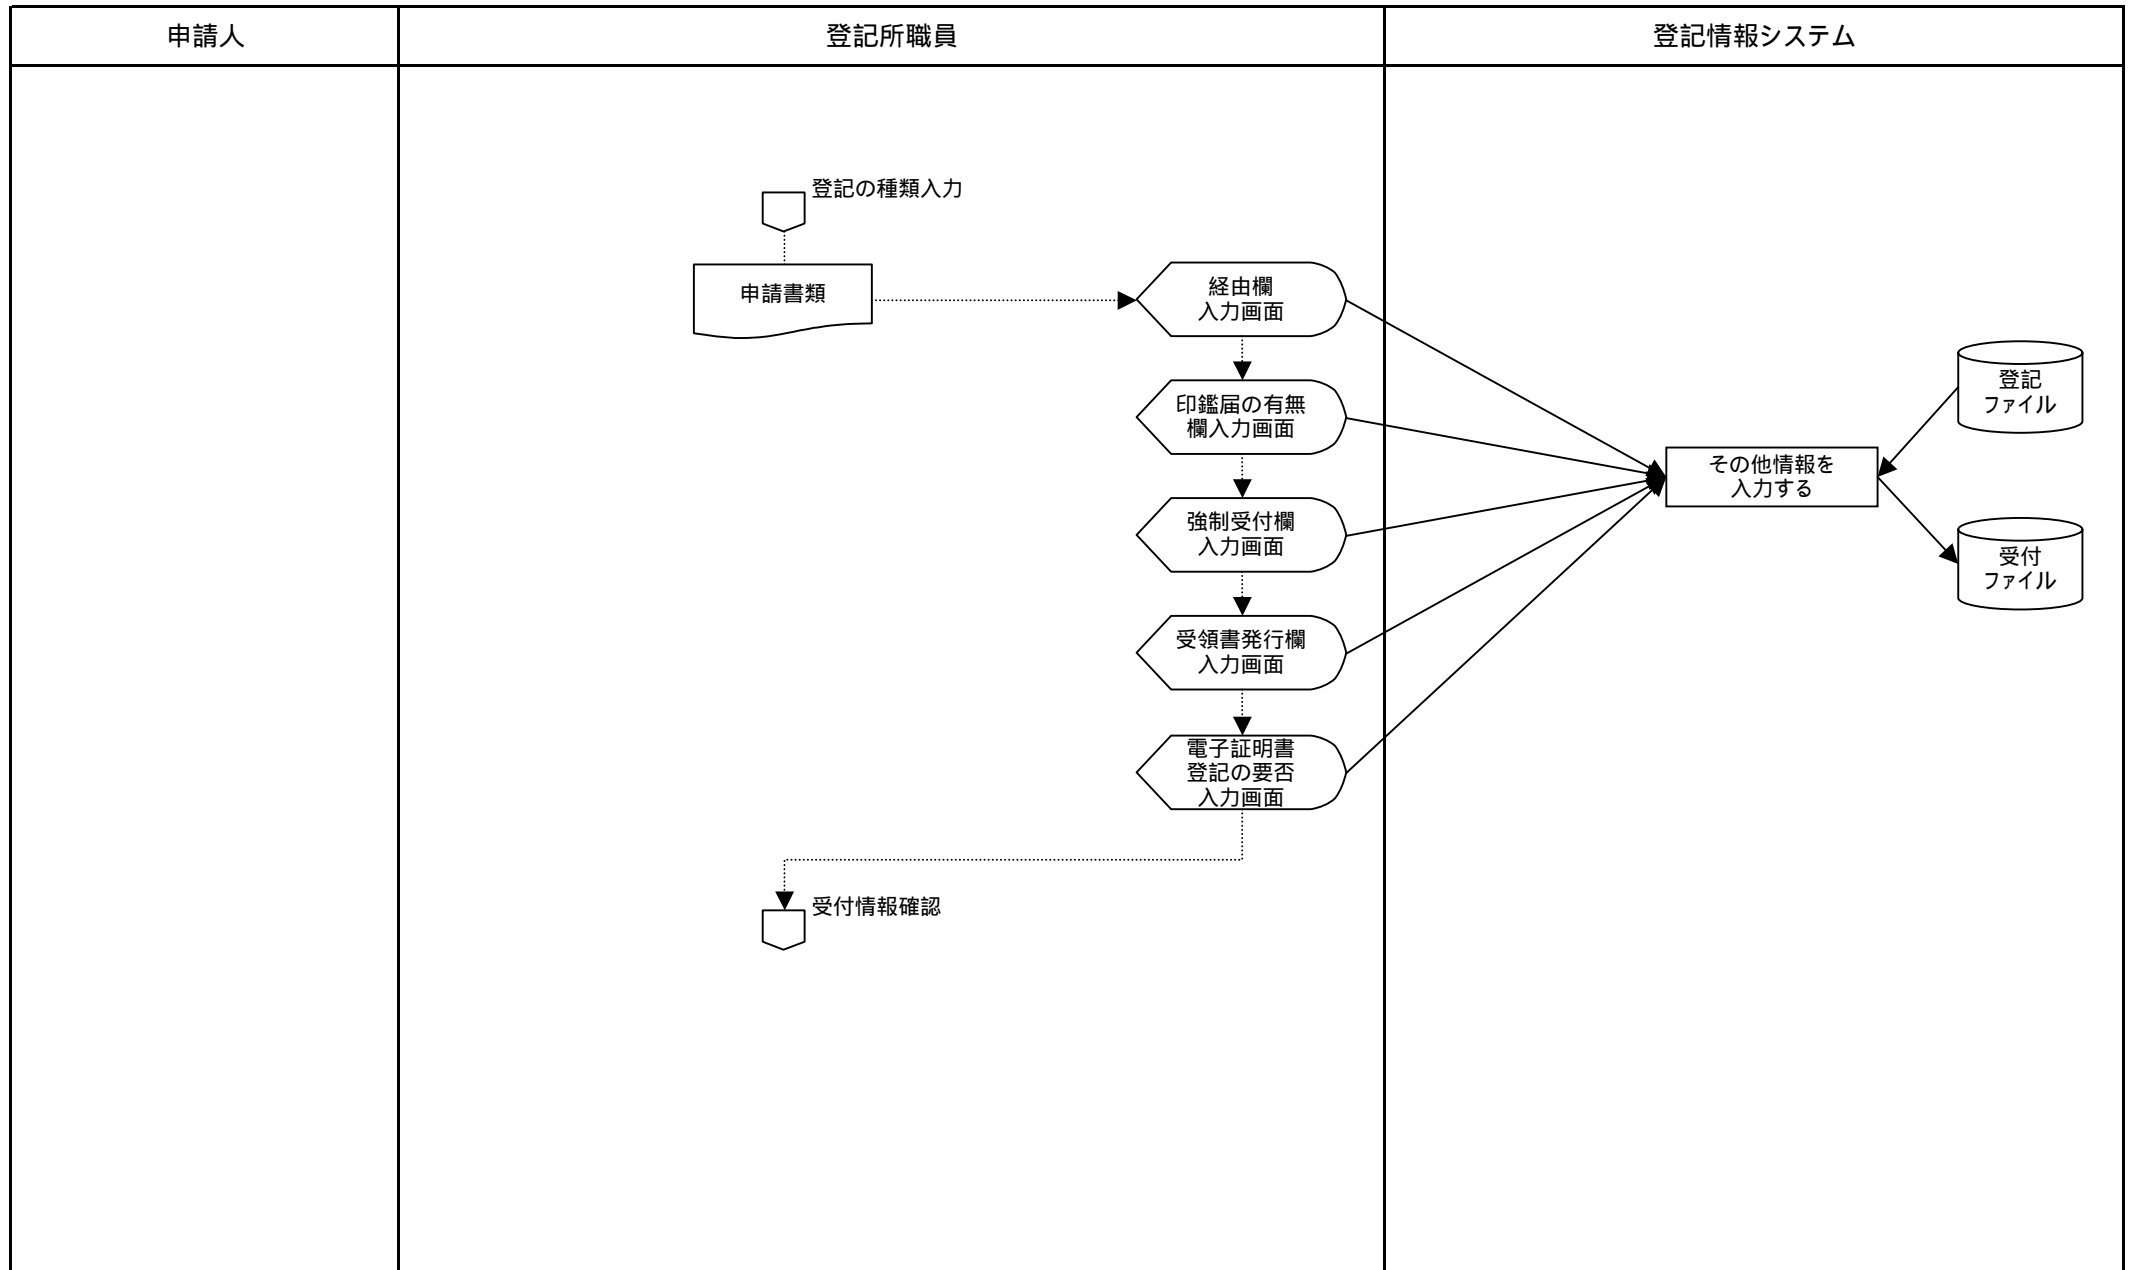 申請人
登記所職員
登記情報システム
登記の種類入力
申請書類
経由欄
入力画面
印鑑届の有無
欄入力画面
強制受付欄
入力画面
受領書発行欄
入力画面
電子証明書
登記の要否
入力画面
受付情報確認
その他情報を
入力する
登記
ファイル
受付
ファイル